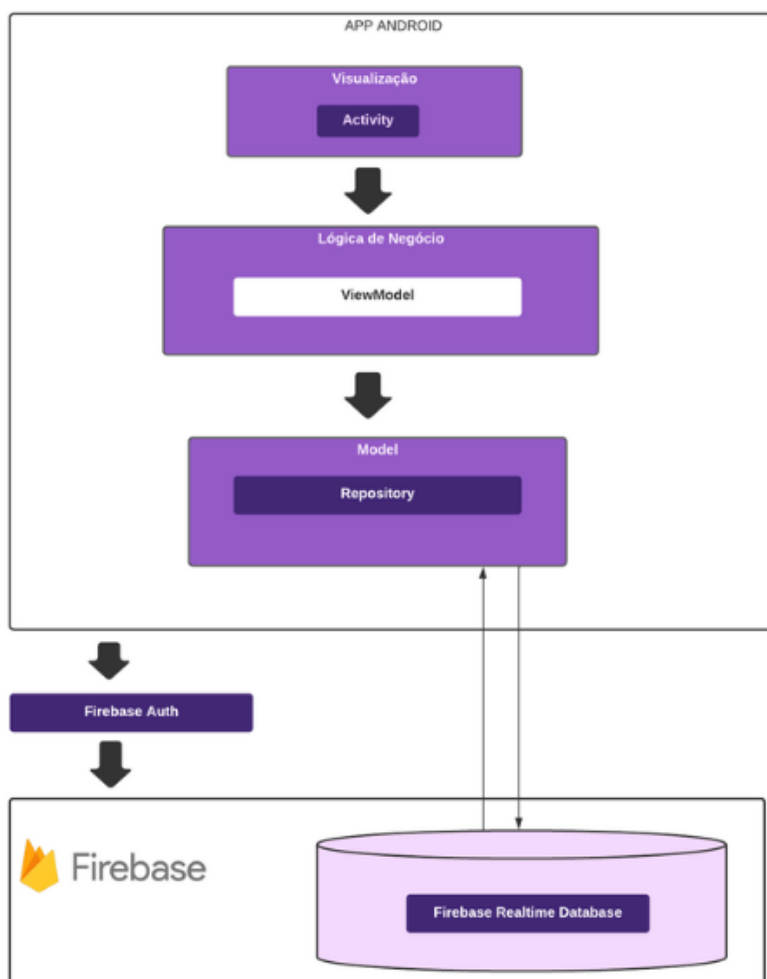 APP ANDROID
Visualização
Activity
Lógica de Negócio
ViewModel
Model
Repository
Firebase Auth
Firebase
Firebase Realtime Database